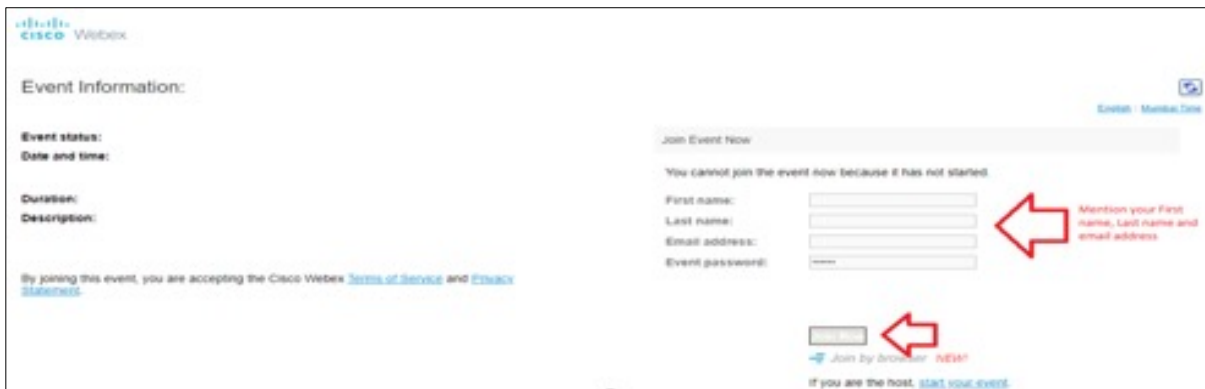 cisco Webex
Event Information:
English : Mumbai Time
Event status:
Date and time:
Duration:
Description:
By joining this event, you are accepting the Cisco Webex Terms of Service and Privacy
Statement.
Join Event Now
You cannot join the event now because it has not started.
First name:
Last name:
Email address:
Event password:
Mention your First
name, Last name and
email address
Join Now
Join by browser NEW!
If you are the host, start your event.